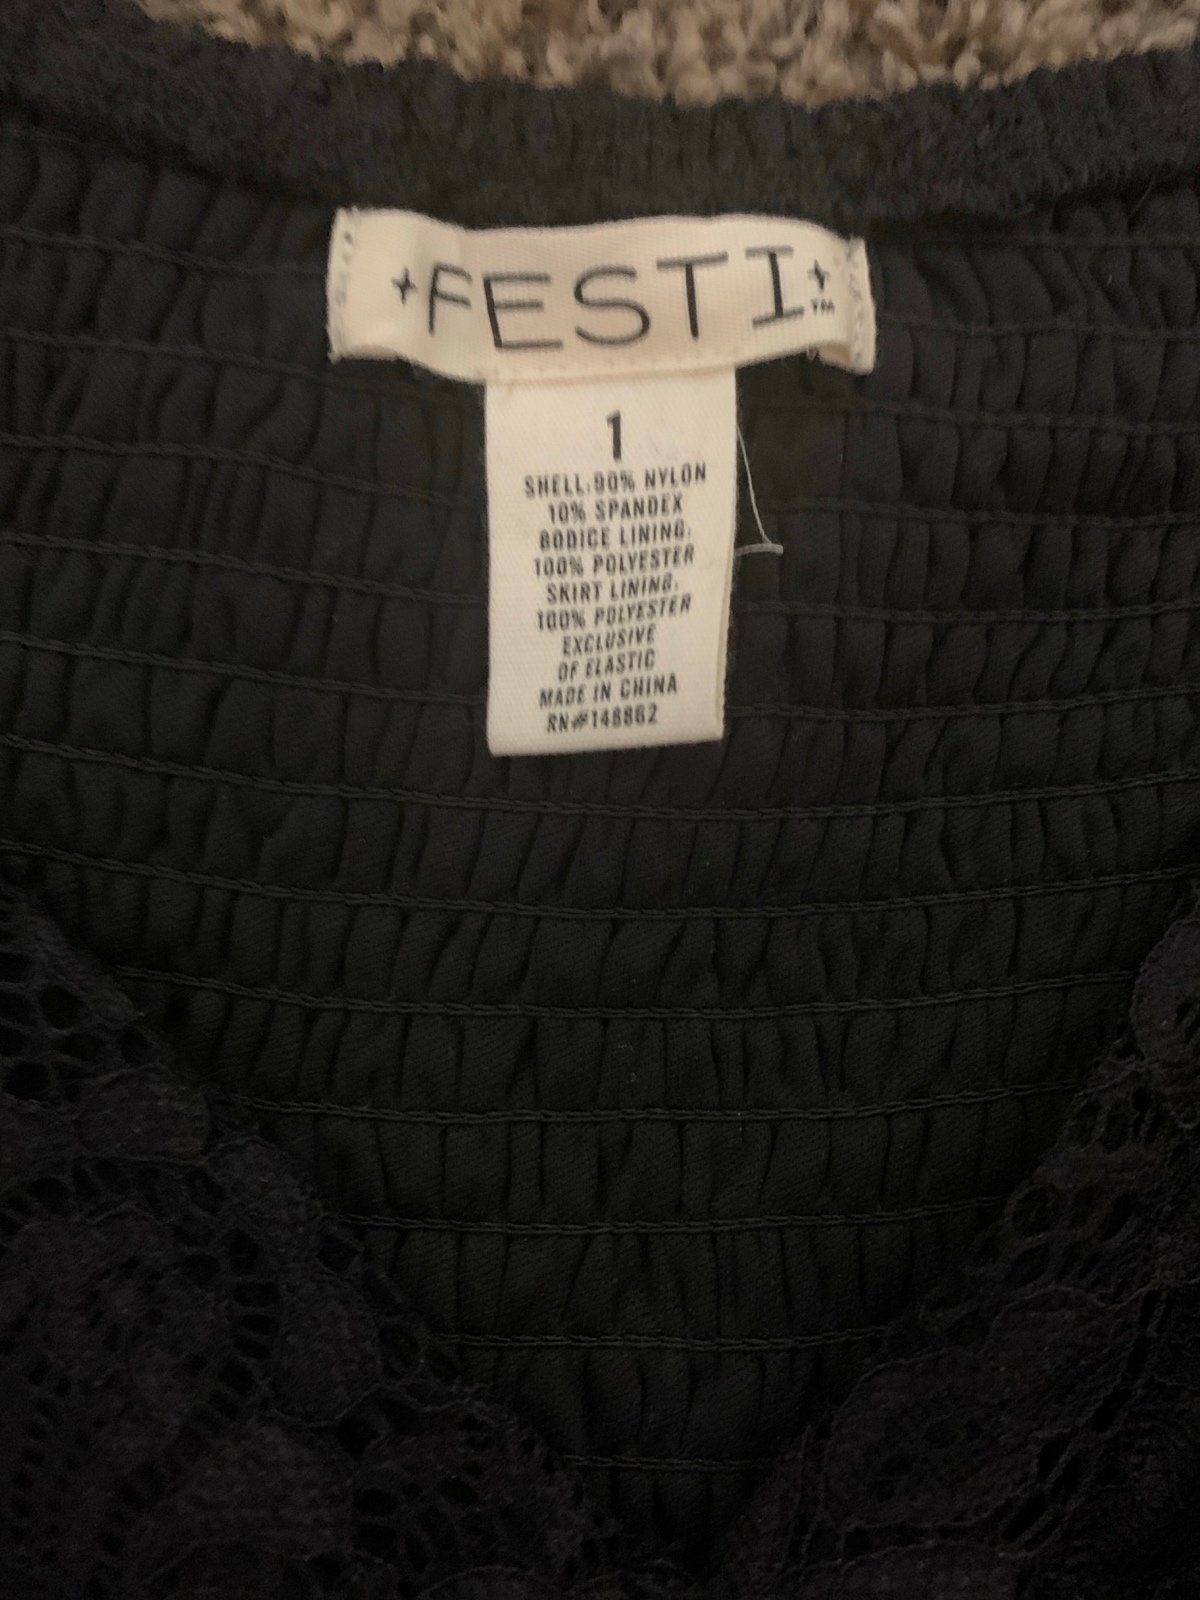 FESTI™
1
SHELL: 90% NYLON
10% SPANDEX
BODICE LINING:
100% POLYESTER
SKIRT LINING:
100% POLYESTER
EXCLUSIVE
OF ELASTIC
MADE IN CHINA
RN#148862